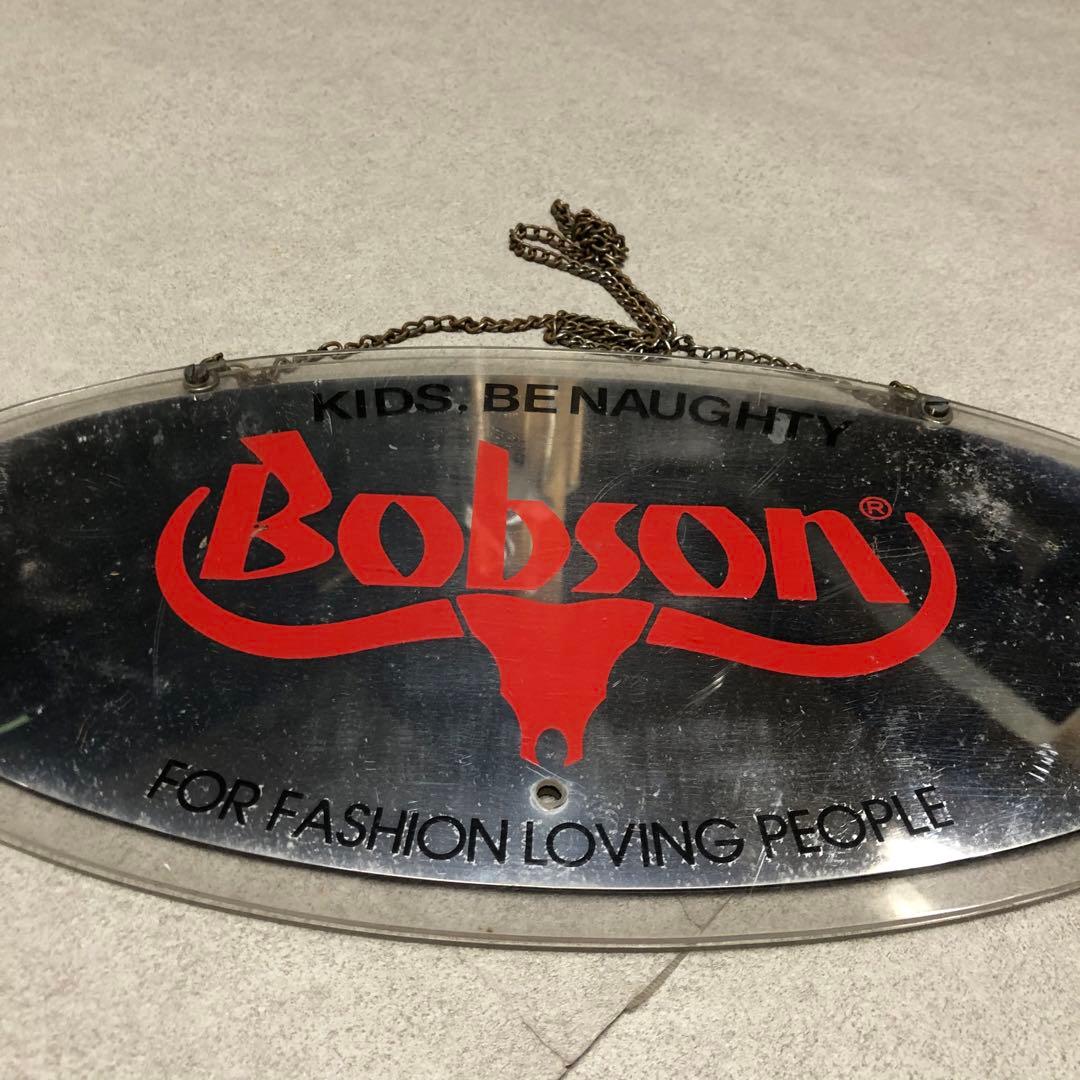 KIDS. BE NAUGHTY
Bobson®
FOR FASHION LOVING PEOPLE